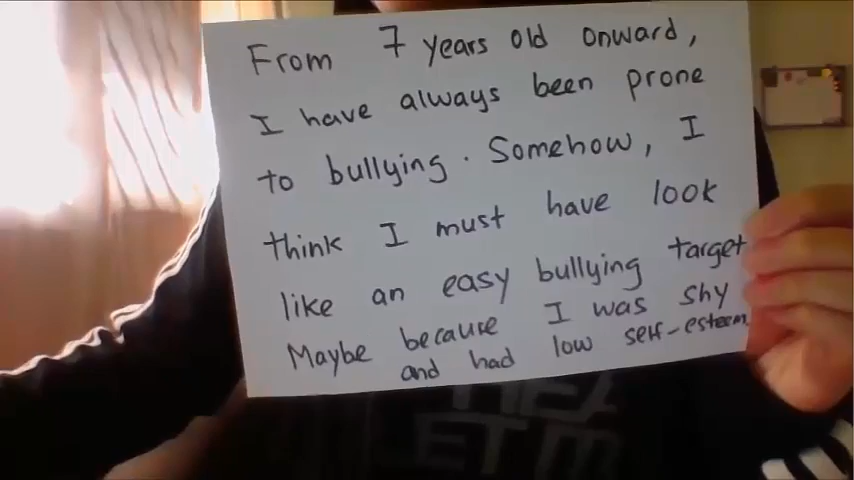 From 7 years old onward,
I have always been prone
to bullying. Somehow, I
think I must have look
like an easy bullying target
Maybe because I was shy
and had low self-esteem